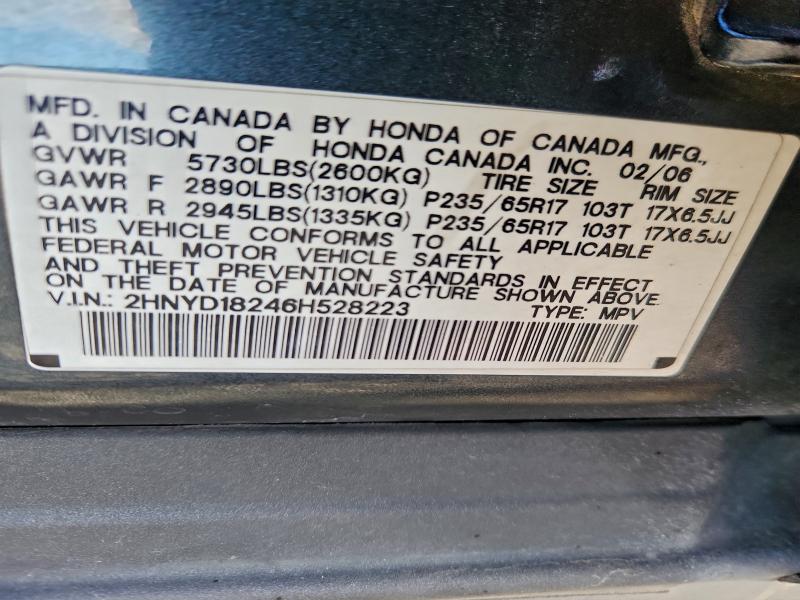 MFD. IN CANADA BY HONDA OF CANADA MFG.,
A DIVISION OF HONDA CANADA INC. 02/06
GVWR 5730LBS(2600KG) TIRE SIZE RIM SIZE
GAWR F 2890LBS(1310KG) P235/65R17 103T 17X6.5JJ
GAWR R 2945LBS(1335KG) P235/65R17 103T 17X6.5JJ
THIS VEHICLE CONFORMS TO ALL APPLICABLE
FEDERAL MOTOR VEHICLE SAFETY
AND THEFT PREVENTION STANDARDS IN EFFECT
ON THE DATE OF MANUFACTURE SHOWN ABOVE.
V.I.N.: 2HNYD18246H528223 TYPE: MPV